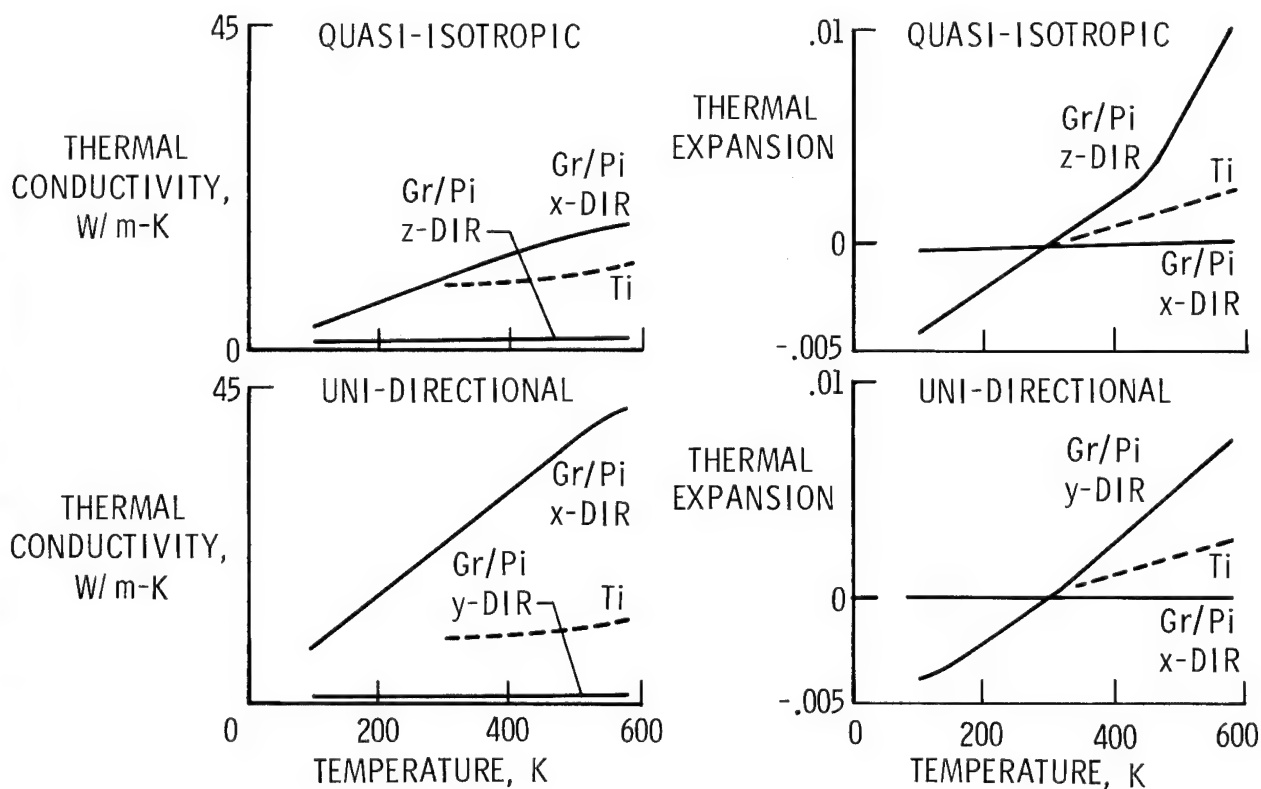 45
QUASI-ISOTROPIC
THERMAL
CONDUCTIVITY,
W/m-K
Gr/Pi
z-DIR
Gr/Pi
x-DIR
Ti
0
200
400
600
.01
QUASI-ISOTROPIC
THERMAL
EXPANSION
Gr/Pi
z-DIR
Ti
0
Gr/Pi
x-DIR
-.005
45
UNI-DIRECTIONAL
THERMAL
CONDUCTIVITY,
W/m-K
Gr/Pi
x-DIR
Gr/Pi
y-DIR
Ti
0
200
400
600
TEMPERATURE, K
.01
UNI-DIRECTIONAL
THERMAL
EXPANSION
Gr/Pi
y-DIR
Ti
0
Gr/Pi
x-DIR
-.005
0
200
400
600
TEMPERATURE, K